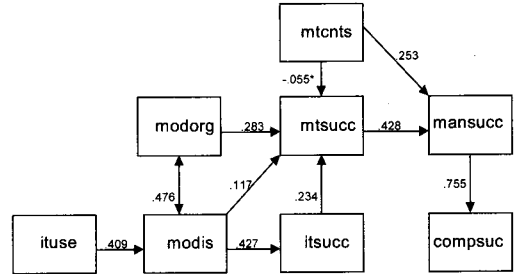 mtcnts
.253
-.055*
modorg
.283
mtsucc
.428
mansucc
.476
.117
.234
.755
ituse
.409
modis
.427
itsucc
compsuc